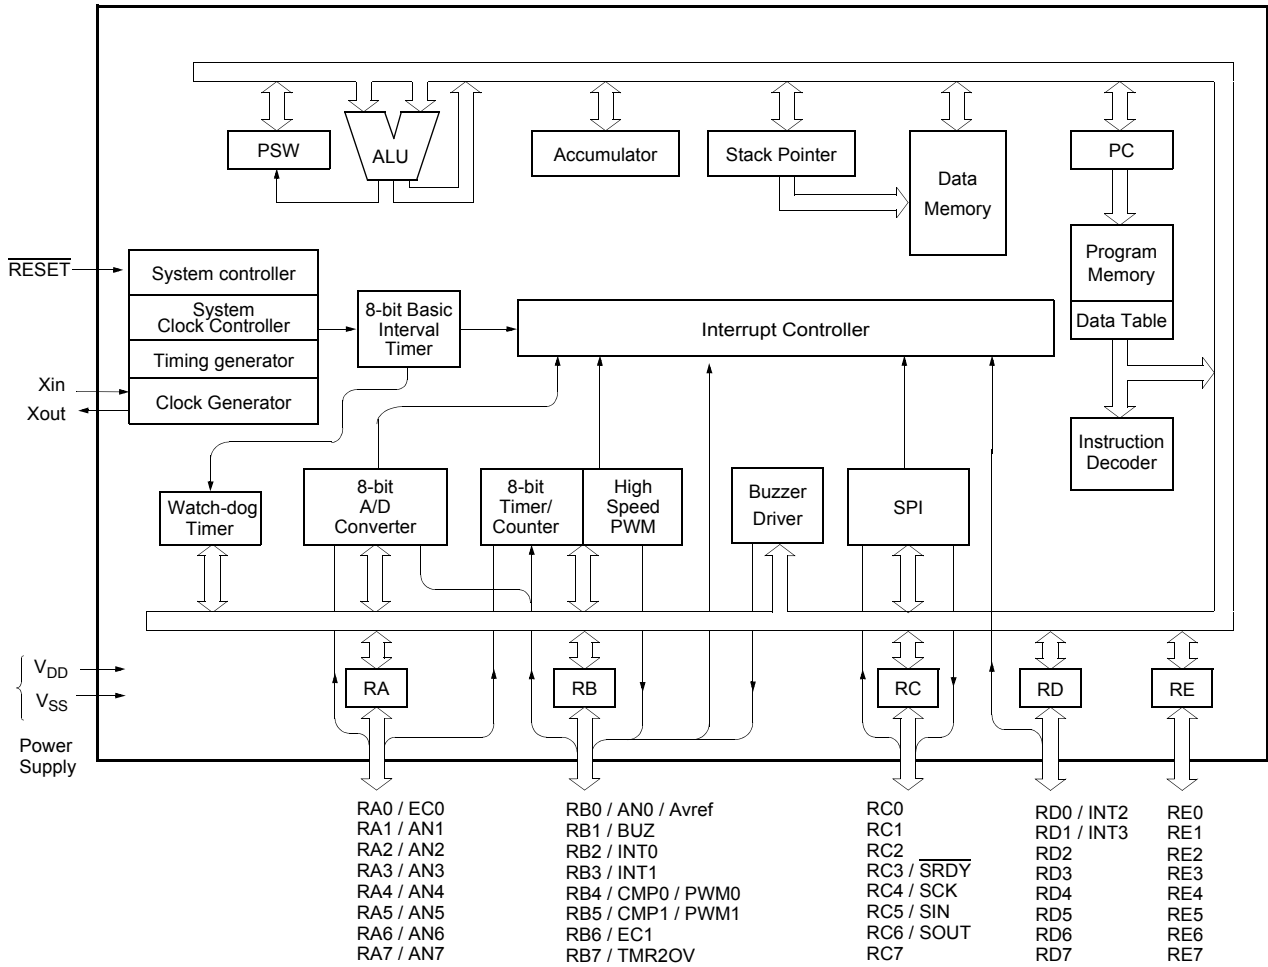 PSW
ALU
Accumulator
Stack Pointer
Data
Memory
PC
Program
Memory
Data Table
Instruction
Decoder
RESET
System controller
System
Clock Controller
Timing generator
Clock Generator
Xin
Xout
8-bit Basic
Interval
Timer
Interrupt Controller
Watch-dog
Timer
8-bit
A/D
Converter
8-bit
Timer/
Counter
High
Speed
PWM
Buzzer
Driver
SPI
VDD
VSS
Power
Supply
RA
RB
RC
RD
RE
RA0 / EC0
RA1 / AN1
RA2 / AN2
RA3 / AN3
RA4 / AN4
RA5 / AN5
RA6 / AN6
RA7 / AN7
RB0 / AN0 / Avref
RB1 / BUZ
RB2 / INT0
RB3 / INT1
RB4 / CMP0 / PWM0
RB5 / CMP1 / PWM1
RB6 / EC1
RB7 / TMR2OV
RC0
RC1
RC2
RC3 / SRDY
RC4 / SCK
RC5 / SIN
RC6 / SOUT
RC7
RD0 / INT2
RD1 / INT3
RD2
RD3
RD4
RD5
RD6
RD7
RE0
RE1
RE2
RE3
RE4
RE5
RE6
RE7